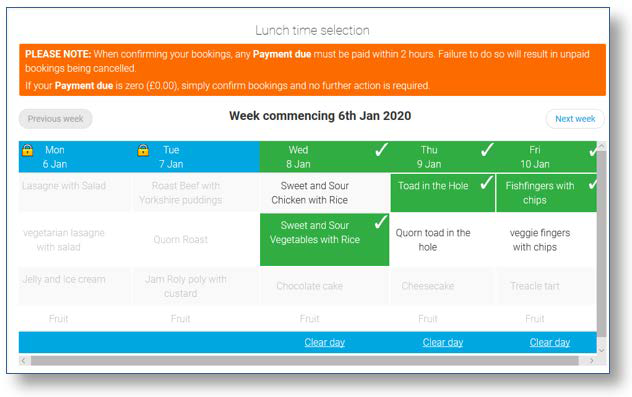 Lunch time selection
PLEASE NOTE: When confirming your bookings, any Payment due must be paid within 2 hours. Failure to do so will result in unpaid
bookings being cancelled.
If your Payment due is zero (£0.00), simply confirm bookings and no further action is required.
Previous week
Week commencing 6th Jan 2020
Next week
Mon Tue Wed Thu Fri
6 Jan 7 Jan 8 Jan 9 Jan 10 Jan
Lasagne with Salad Roast Beef with Sweet and Sour Toad in the Hole Fishfingers with
Yorkshire puddings Chicken with Rice chips
vegetarian lasagne Quorn Roast Sweet and Sour Quorn toad in the veggie fingers
with salad Vegetables with Rice hole with chips
Jelly and ice cream Jam Roly poly with Chocolate cake Cheesecake Treacle tart
custard
Fruit Fruit Fruit Fruit Fruit
Clear day Clear day Clear day